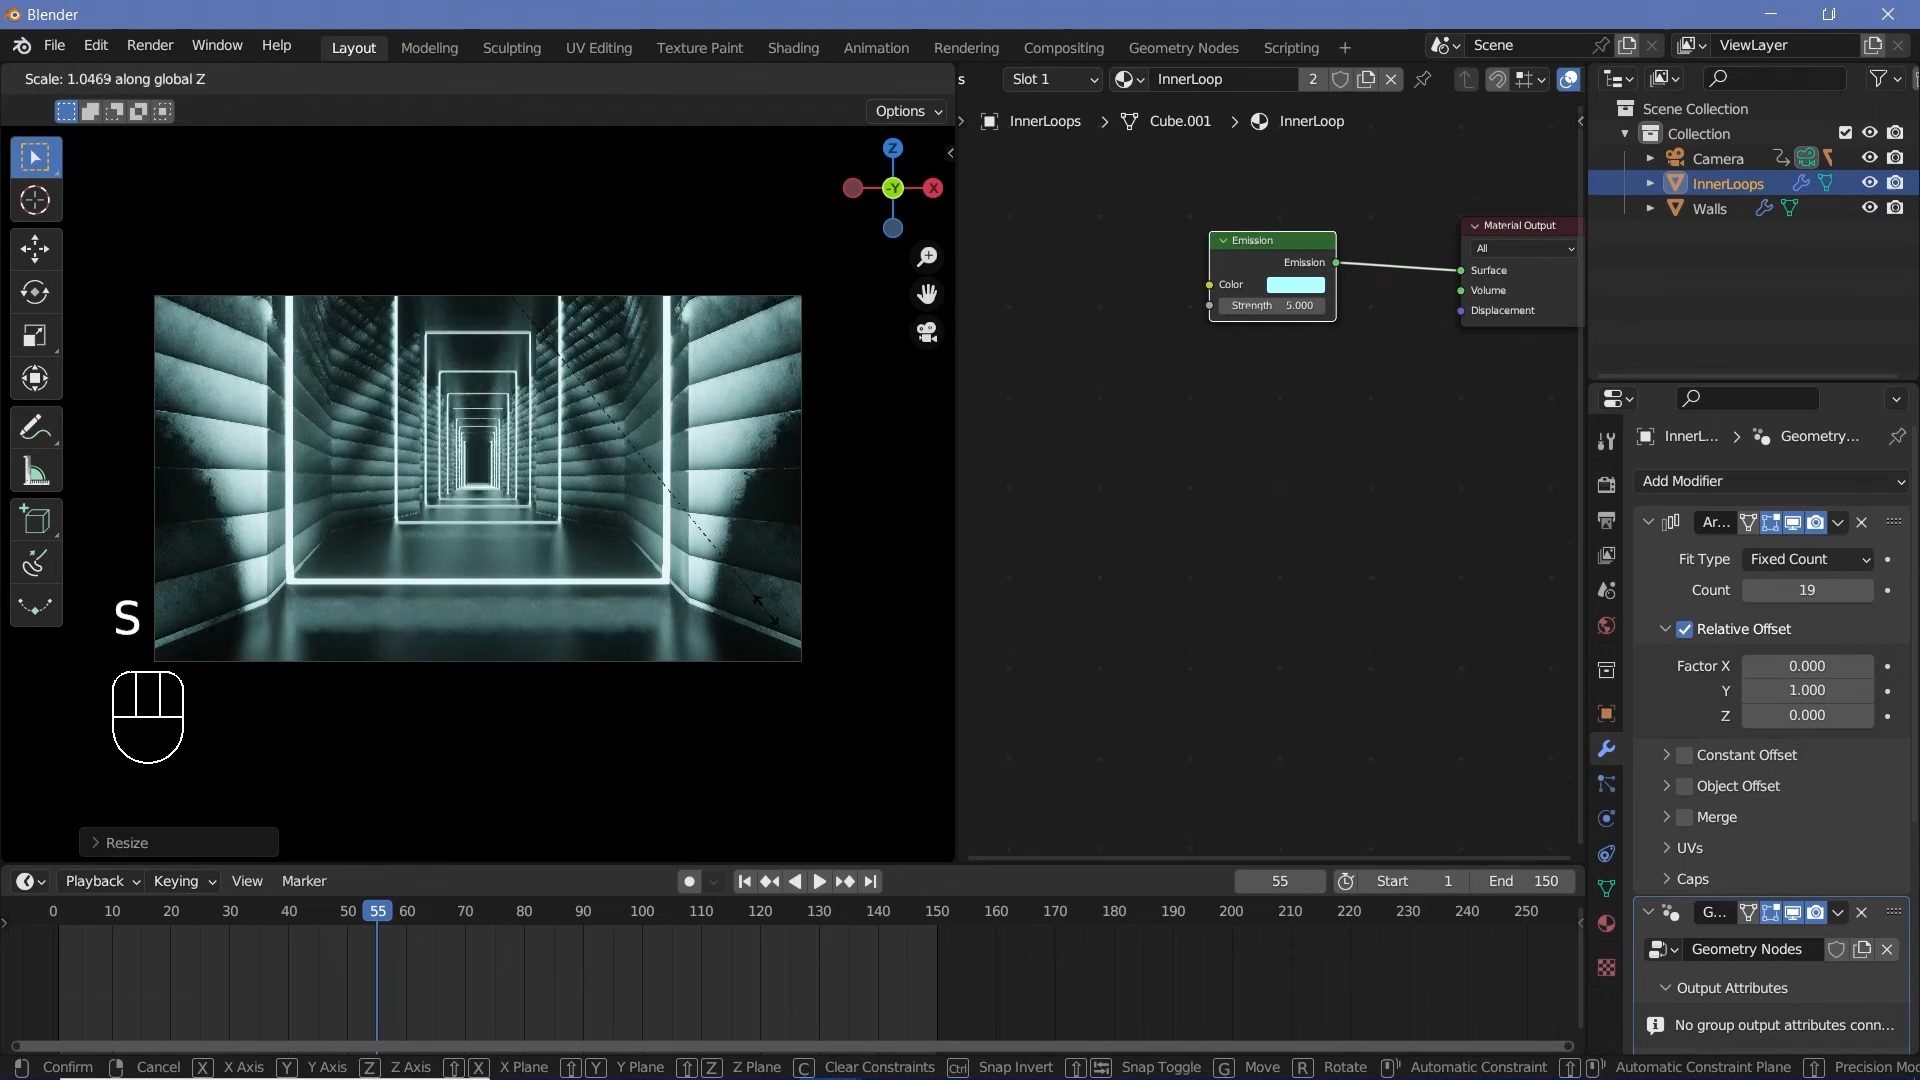 Blender
File Edit Render Window Help
Layout Modeling Sculpting UV Editing Texture Paint Shading Animation Rendering Compositing Geometry Nodes Scripting +
Scene
ViewLayer
Scale: 1.0469 along global Z
s Slot 1 InnerLoop 2
Options
InnerLoops > Cube.001 > InnerLoop
Scene Collection
Collection
Camera
InnerLoops
Walls
Z
-Y
X
Emission
Emission
Color
Strength 5.000
Material Output
All
Surface
Volume
Displacement
S
Resize
InnerL... > Geometry...
Add Modifier
Ar...
Fit Type Fixed Count
Count 19
Relative Offset
Factor X 0.000
Y 1.000
Z 0.000
Constant Offset
Object Offset
Merge
UVs
Caps
G...
Geometry Nodes
Output Attributes
No group output attributes conn...
Playback Keying View Marker
55 Start 1 End 150
0 10 20 30 40 50 55 60 70 80 90 100 110 120 130 140 150 160 170 180 190 200 210 220 230 240 250
Confirm Cancel X X Axis Y Y Axis Z Z Axis X X Plane Y Y Plane Z Z Plane C Clear Constraints Ctrl Snap Invert Snap Toggle G Move R Rotate Automatic Constraint Automatic Constraint Plane Precision Mod